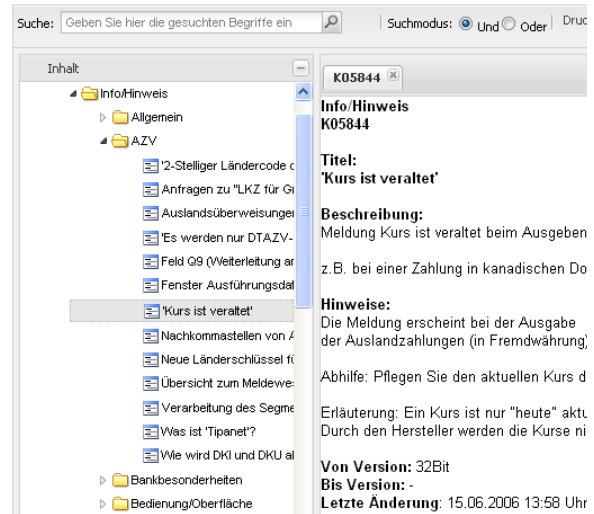 Suche: Geben Sie hier die gesuchten Begriffe ein
Suchmodus: Und Oder
Inhalt
Info/Hinweis
Allgemein
AZV
'2-Stelliger Ländercode
Anfragen zu "LKZ für
Auslandsüberweisunge
'Es werden nur DTAZV-
Feld Q9 (Weiterleitung
Fenster Ausführungsda
'Kurs ist veraltet'
Nachkommastellen von
Neue Länderschlüssel
Übersicht zum Meldewe
Verarbeitung des Segme
Was ist 'Tipanet'?
Wie wird DKI und DKU
Bankbesonderheiten
Bedienung/Oberfläche
K05844
Info/Hinweis
K05844
Titel:
'Kurs ist veraltet'
Beschreibung:
Meldung Kurs ist veraltet beim Ausgeben
z.B. bei einer Zahlung in kanadischen Do
Hinweise:
Die Meldung erscheint bei der Ausgabe
der Auslandzahlungen (in Fremdwährung)
Abhilfe: Pflegen Sie den aktuellen Kurs d
Erläuterung: Ein Kurs ist nur "heute" aktu
Durch den Hersteller werden die Kurse ni
Von Version: 32Bit
Bis Version: -
Letzte Änderung: 15.06.2006 13:58 Uhr